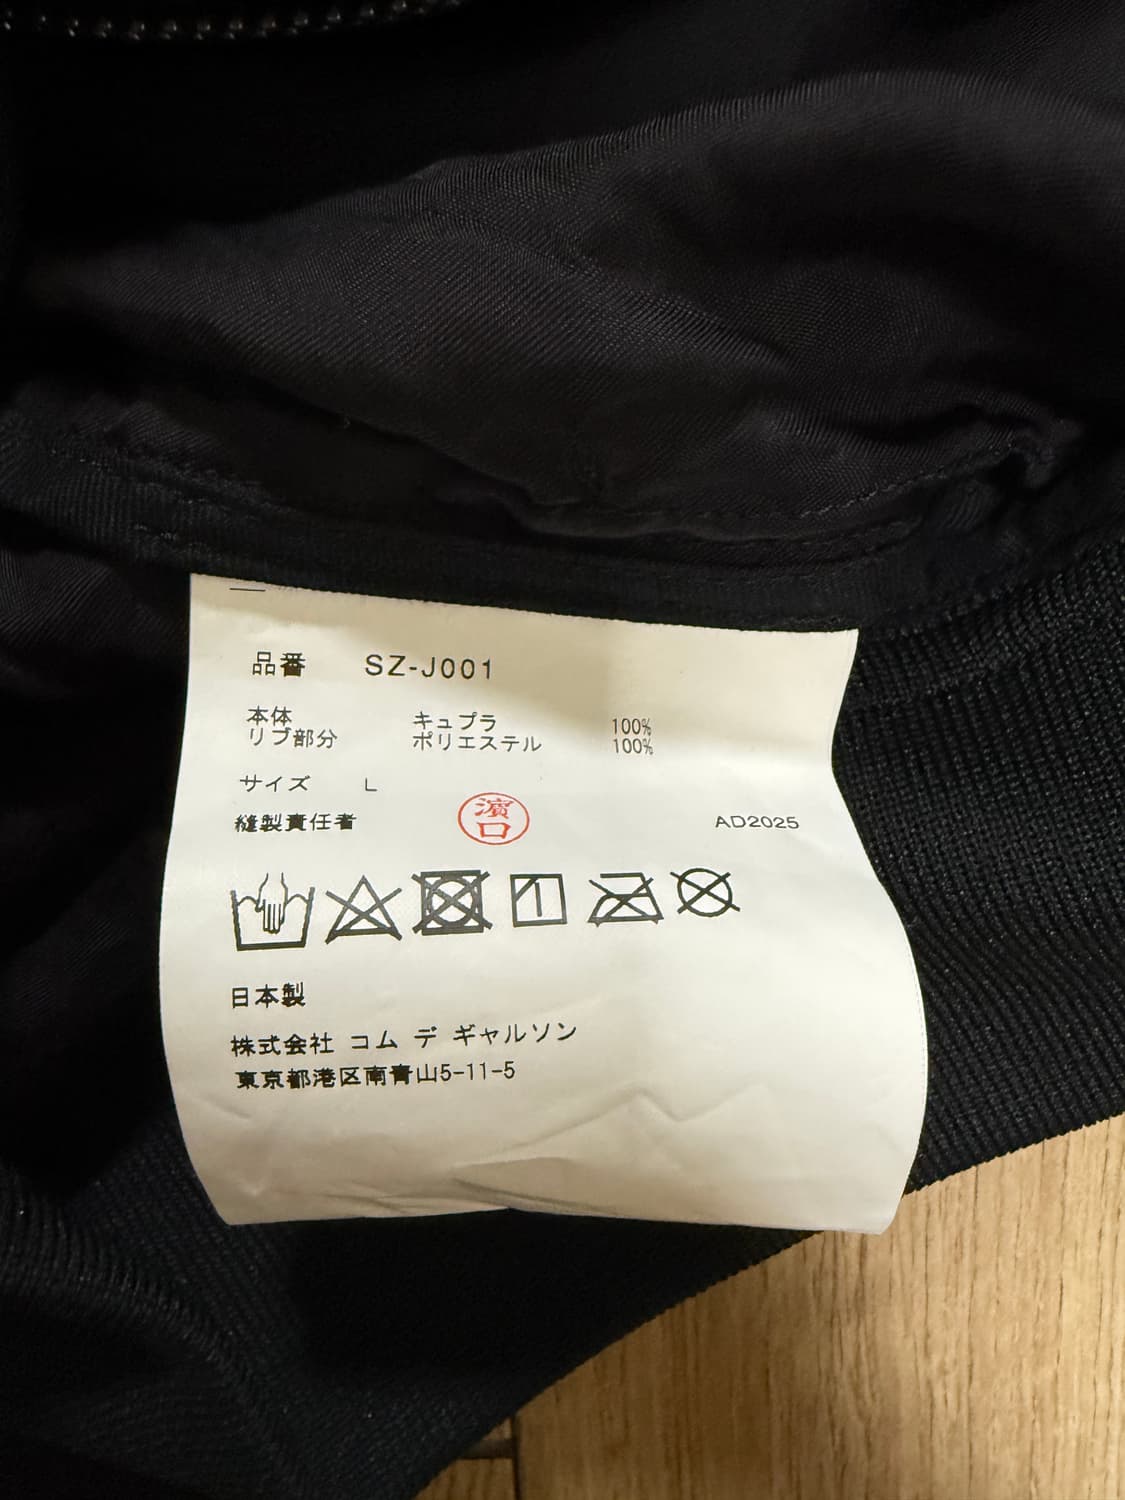 品番 SZ-J001
本体 キュプラ 100%
リブ部分 ポリエステル 100%
サイズ L
縫製責任者 濵口 AD2025
日本製
株式会社 コム デ ギャルソン
東京都港区南青山5-11-5